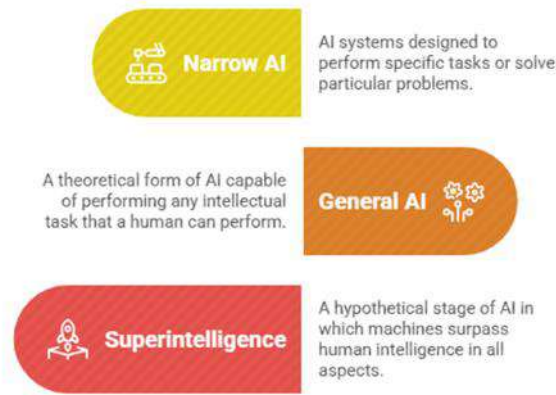 Narrow AI
AI systems designed to
perform specific tasks or solve
particular problems.
A theoretical form of AI capable
of performing any intellectual
task that a human can perform.
General AI
Superintelligence
A hypothetical stage of AI in
which machines surpass
human intelligence in all
aspects.